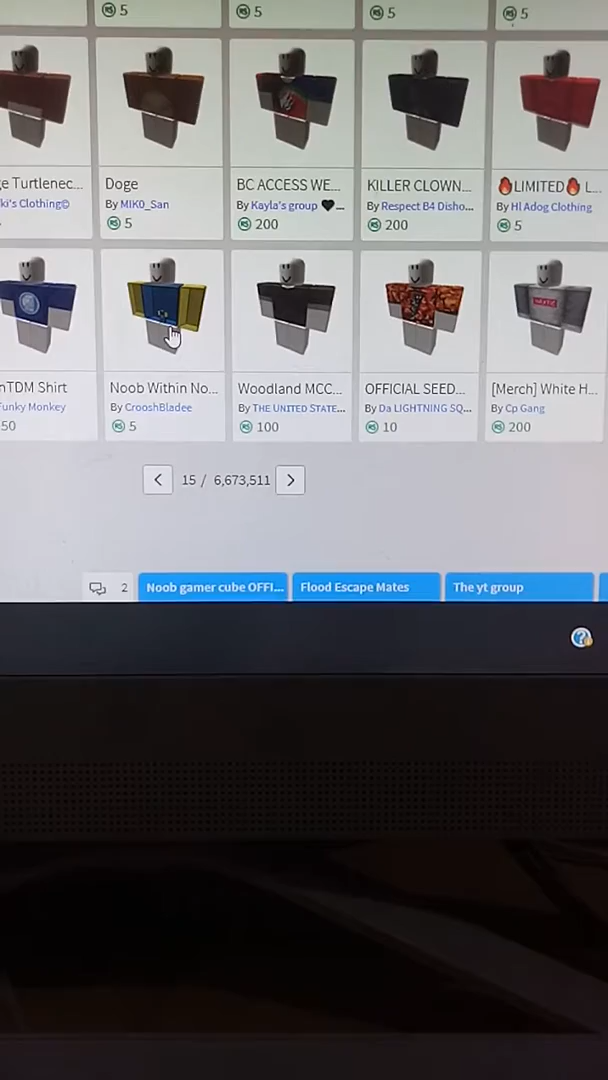 5 5 5 5
e Turtlenec... Doge BC ACCESS WE... KILLER CLOWN... 🔥LIMITED🔥 L...
ki's Clothing© By MIK0_San By Kayla's group 🖤... By Respect B4 Disho... By Hl Adog Clothing
5 200 200 5
nTDM Shirt Noob Within No... Woodland MCC... OFFICIAL SEED... [Merch] White H...
unky Monkey By CrooshBladee By THE UNITED STATE... By Da LIGHTNING SQ... By Cp Gang
50 5 100 10 200
< 15 / 6,673,511 >
2 Noob gamer cube OFFI... Flood Escape Mates The yt group